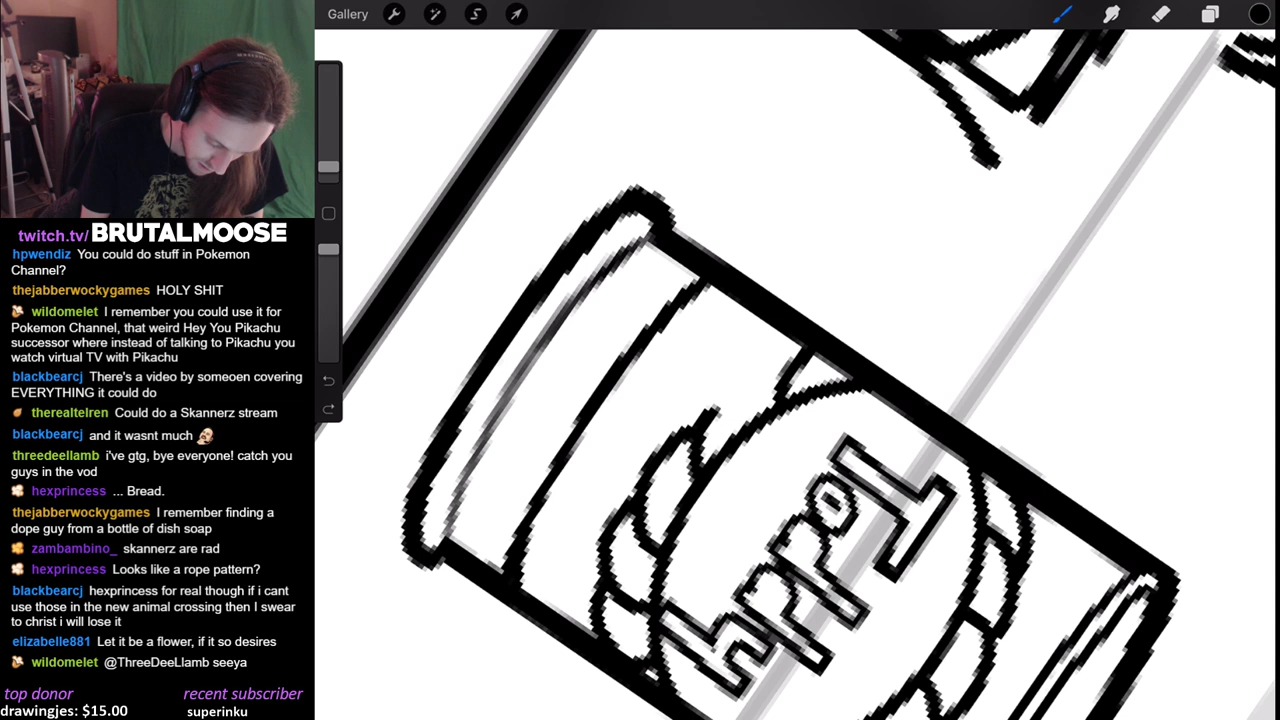 Gallery
twitch.tv/BRUTALMOOSE
hpwendiz You could do stuff in Pokemon
Channel?
thejabberwockygames HOLY SHIT
wildomelet I remember you could use it for
Pokemon Channel, that weird Hey You Pikachu
successor where instead of talking to Pikachu you
watch virtual TV with Pikachu
blackbearcj There's a video by someoen covering
EVERYTHING it could do
therealtelren Could do a Skannerz stream
blackbearcj and it wasnt much
threedeellamb i've gtg, bye everyone! catch you
guys in the vod
hexprincess ... Bread.
thejabberwockygames I remember finding a
dope guy from a bottle of dish soap
zambambino_ skannerz are rad
hexprincess Looks like a rope pattern?
blackbearcj hexprincess for real though if i cant
use those in the new animal crossing then I swear
to christ i will lose it
elizabelle881 Let it be a flower, if it so desires
wildomelet @ThreeDeeLlamb seeya
top donor recent subscriber
drawingjes: $15.00 superinku